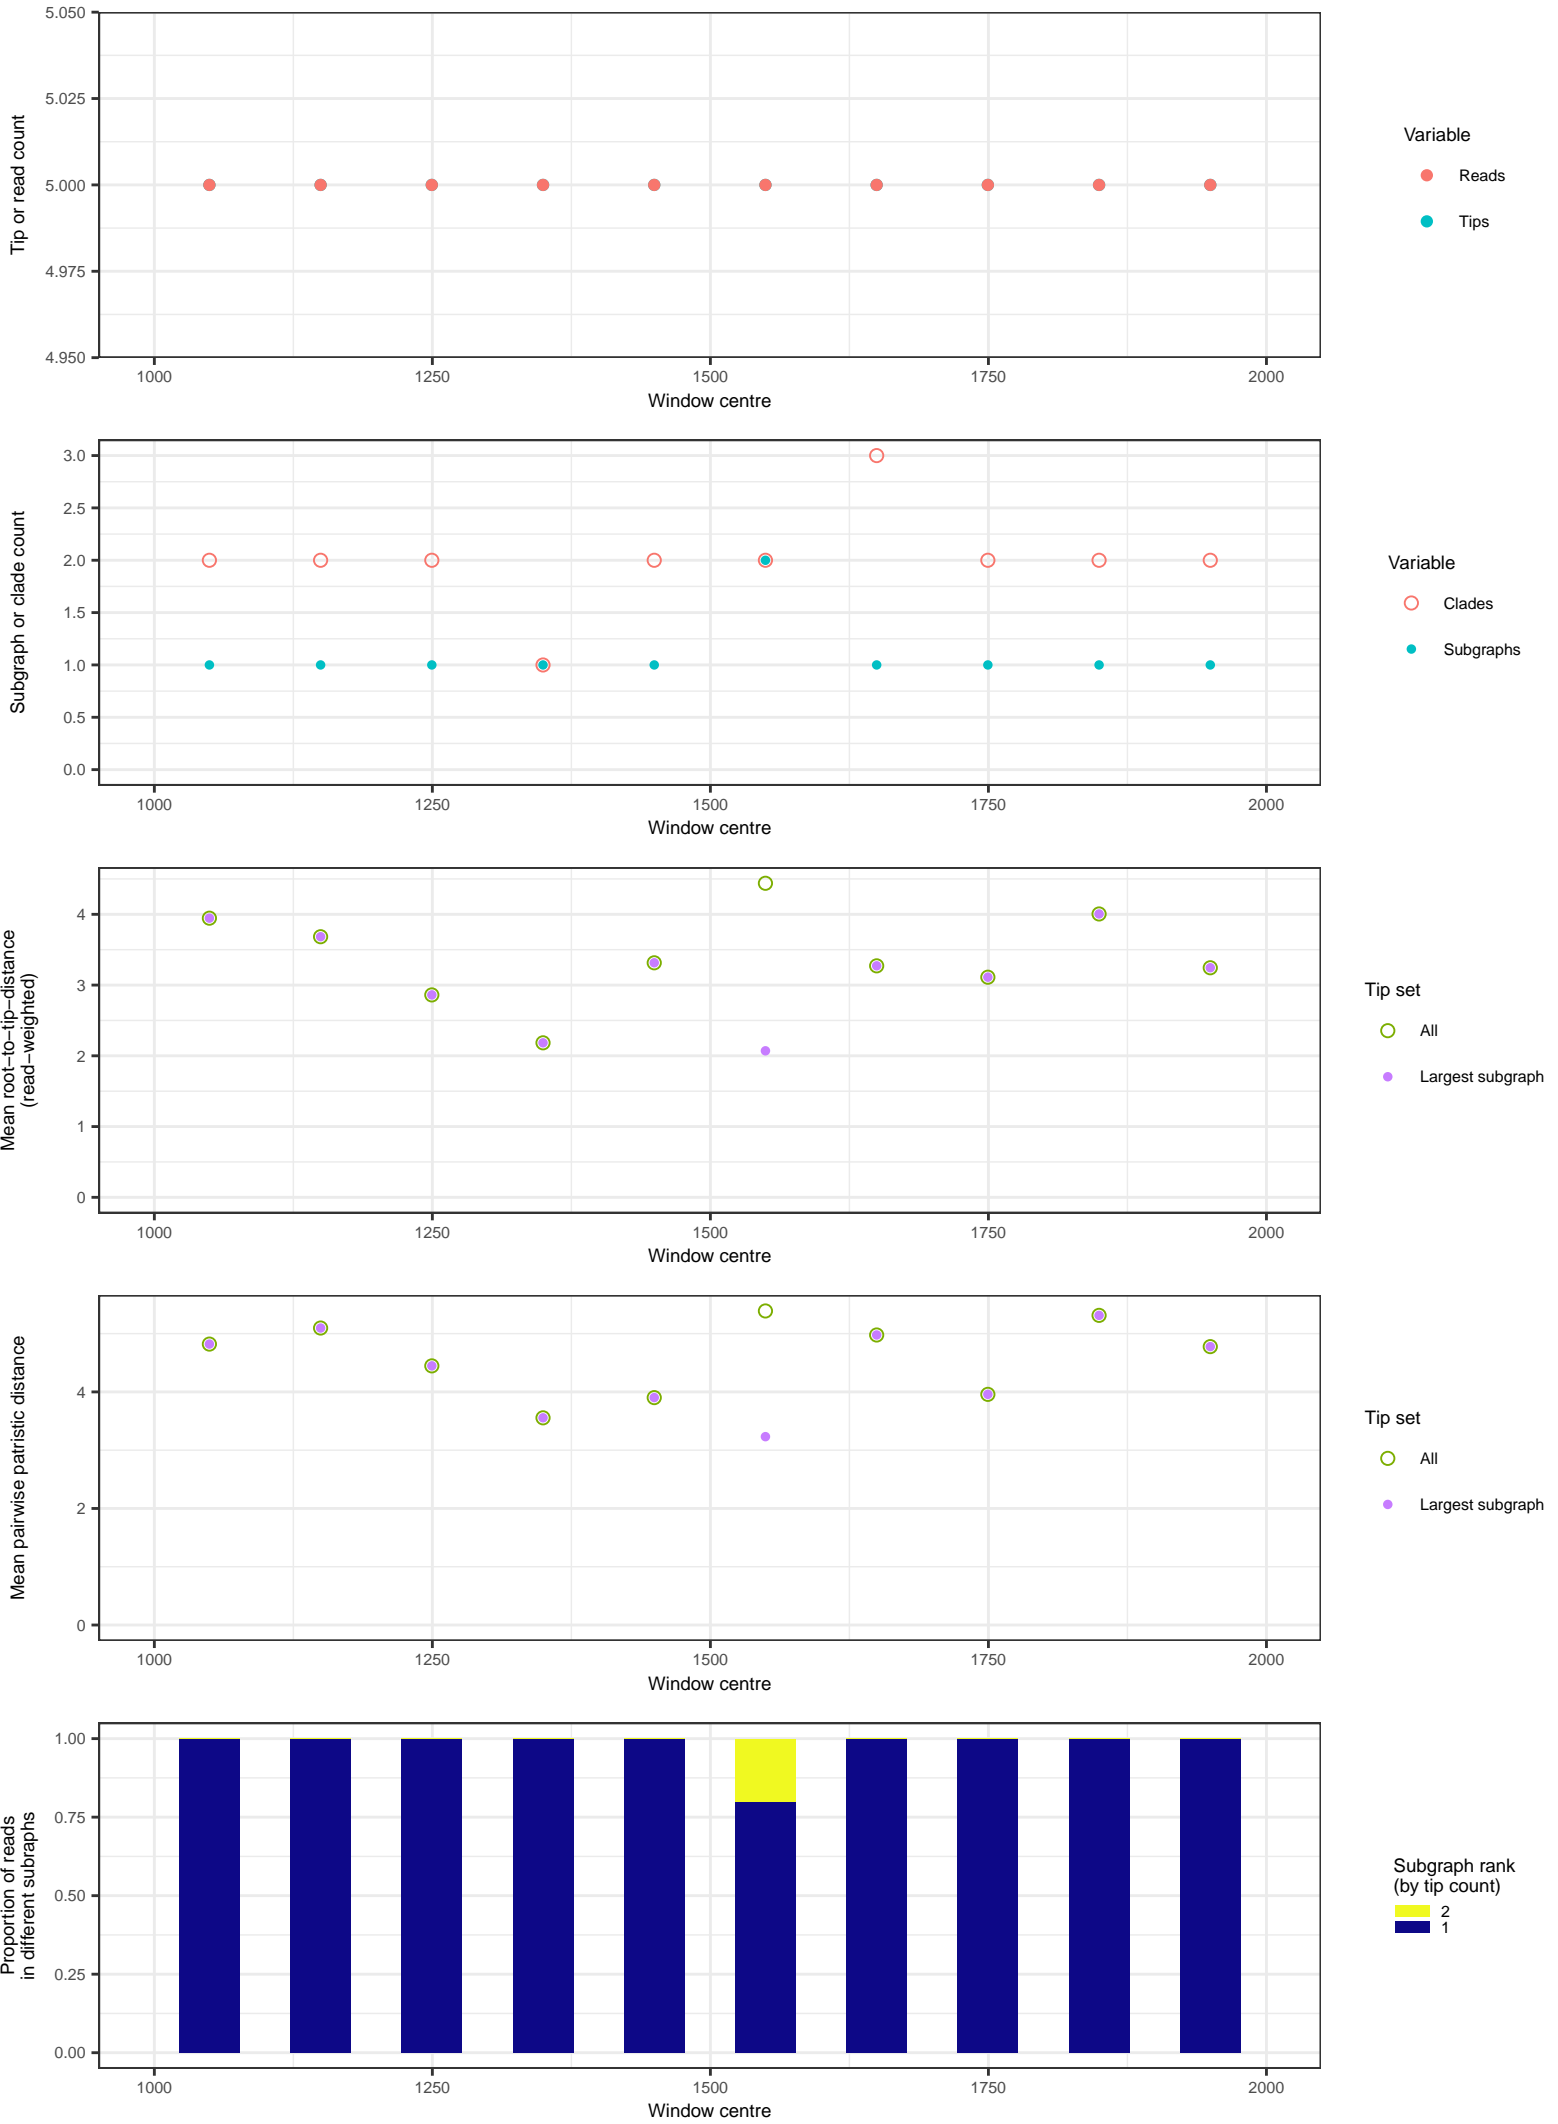 5.050
5.025
5.000
4.975
4.950
Tip or read count
1000 1250 1500 1750 2000
Window centre
Variable
Reads
Tips
3.0
2.5
2.0
1.5
1.0
0.5
0.0
Subgraph or clade count
1000 1250 1500 1750 2000
Window centre
Variable
Clades
Subgraphs
4
3
2
1
0
Mean root−to−tip−distance
(read−weighted)
1000 1250 1500 1750 2000
Window centre
Tip set
All
Largest subgraph
4
2
0
Mean pairwise patristic distance
1000 1250 1500 1750 2000
Window centre
Tip set
All
Largest subgraph
1.00
0.75
0.50
0.25
0.00
Proportion of reads
in different subraphs
1000 1250 1500 1750 2000
Window centre
Subgraph rank
(by tip count)
2
1